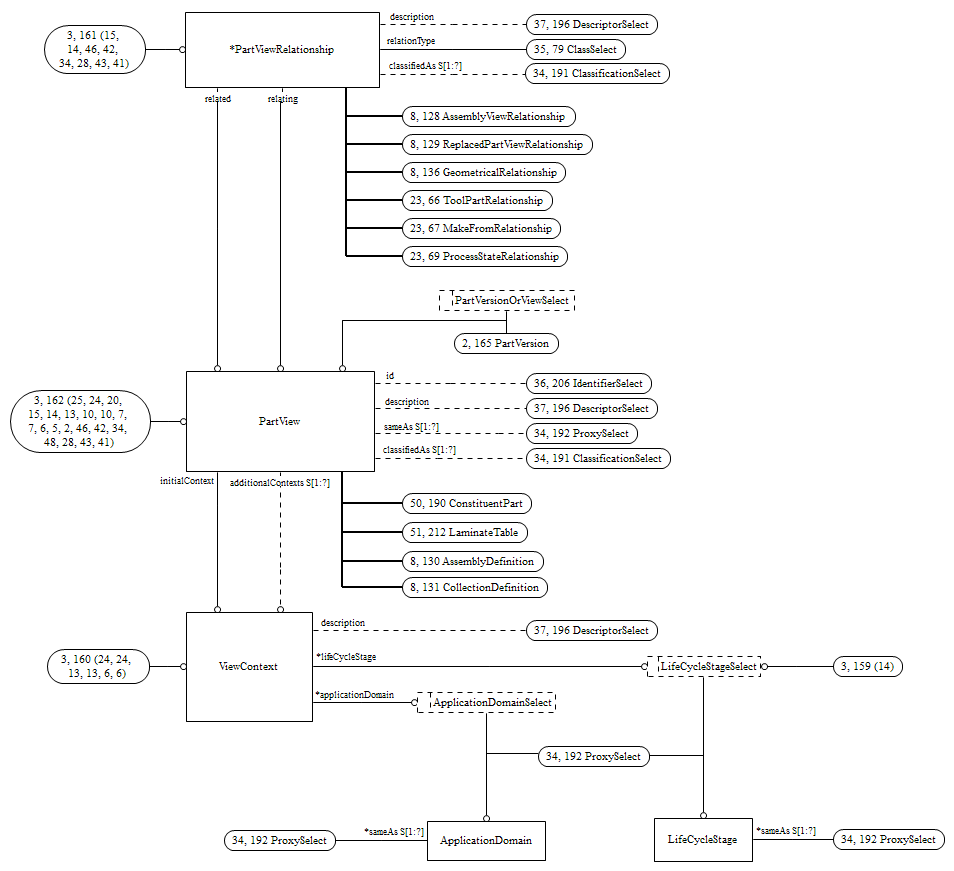 description
37, 196 DescriptorSelect
3, 161 (15,
14, 46, 42,
34, 28, 43, 41)
*PartViewRelationship
relationType
35, 79 ClassSelect
classifiedAs S[1:?]
34, 191 ClassificationSelect
related
relating
8, 128 AssemblyViewRelationship
8, 129 ReplacedPartViewRelationship
8, 136 GeometricalRelationship
23, 66 ToolPartRelationship
23, 67 MakeFromRelationship
23, 69 ProcessStateRelationship
PartVersionOrViewSelect
2, 165 PartVersion
id
36, 206 IdentifierSelect
3, 162 (25, 24, 20,
15, 14, 13, 10, 10, 7,
7, 6, 5, 2, 46, 42, 34,
48, 28, 43, 41)
PartView
description
37, 196 DescriptorSelect
sameAs S[1:?]
34, 192 ProxySelect
classifiedAs S[1:?]
34, 191 ClassificationSelect
initialContext
additionalContexts S[1:?]
50, 190 ConstituentPart
51, 212 LaminateTable
8, 130 AssemblyDefinition
8, 131 CollectionDefinition
description
37, 196 DescriptorSelect
3, 160 (24, 24,
13, 13, 6, 6)
ViewContext
*lifeCycleStage
LifeCycleStageSelect
3, 159 (14)
*applicationDomain
ApplicationDomainSelect
34, 192 ProxySelect
34, 192 ProxySelect
*sameAs S[1:?]
ApplicationDomain
LifeCycleStage
*sameAs S[1:?]
34, 192 ProxySelect